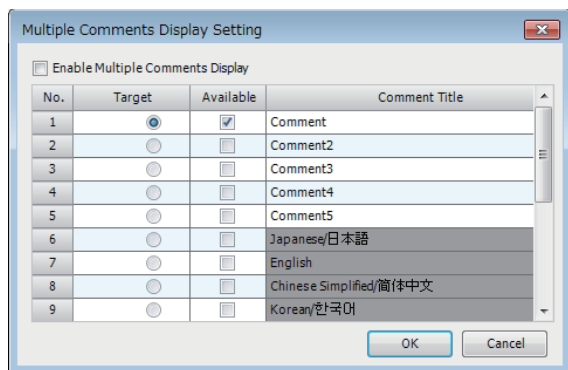 Multiple Comments Display Setting
Enable Multiple Comments Display
No. Target Available Comment Title
1 Comment
2 Comment2
3 Comment3
4 Comment4
5 Comment5
6 Japanese/日本語
7 English
8 Chinese Simplified/简体中文
9 Korean/한국어
OK Cancel